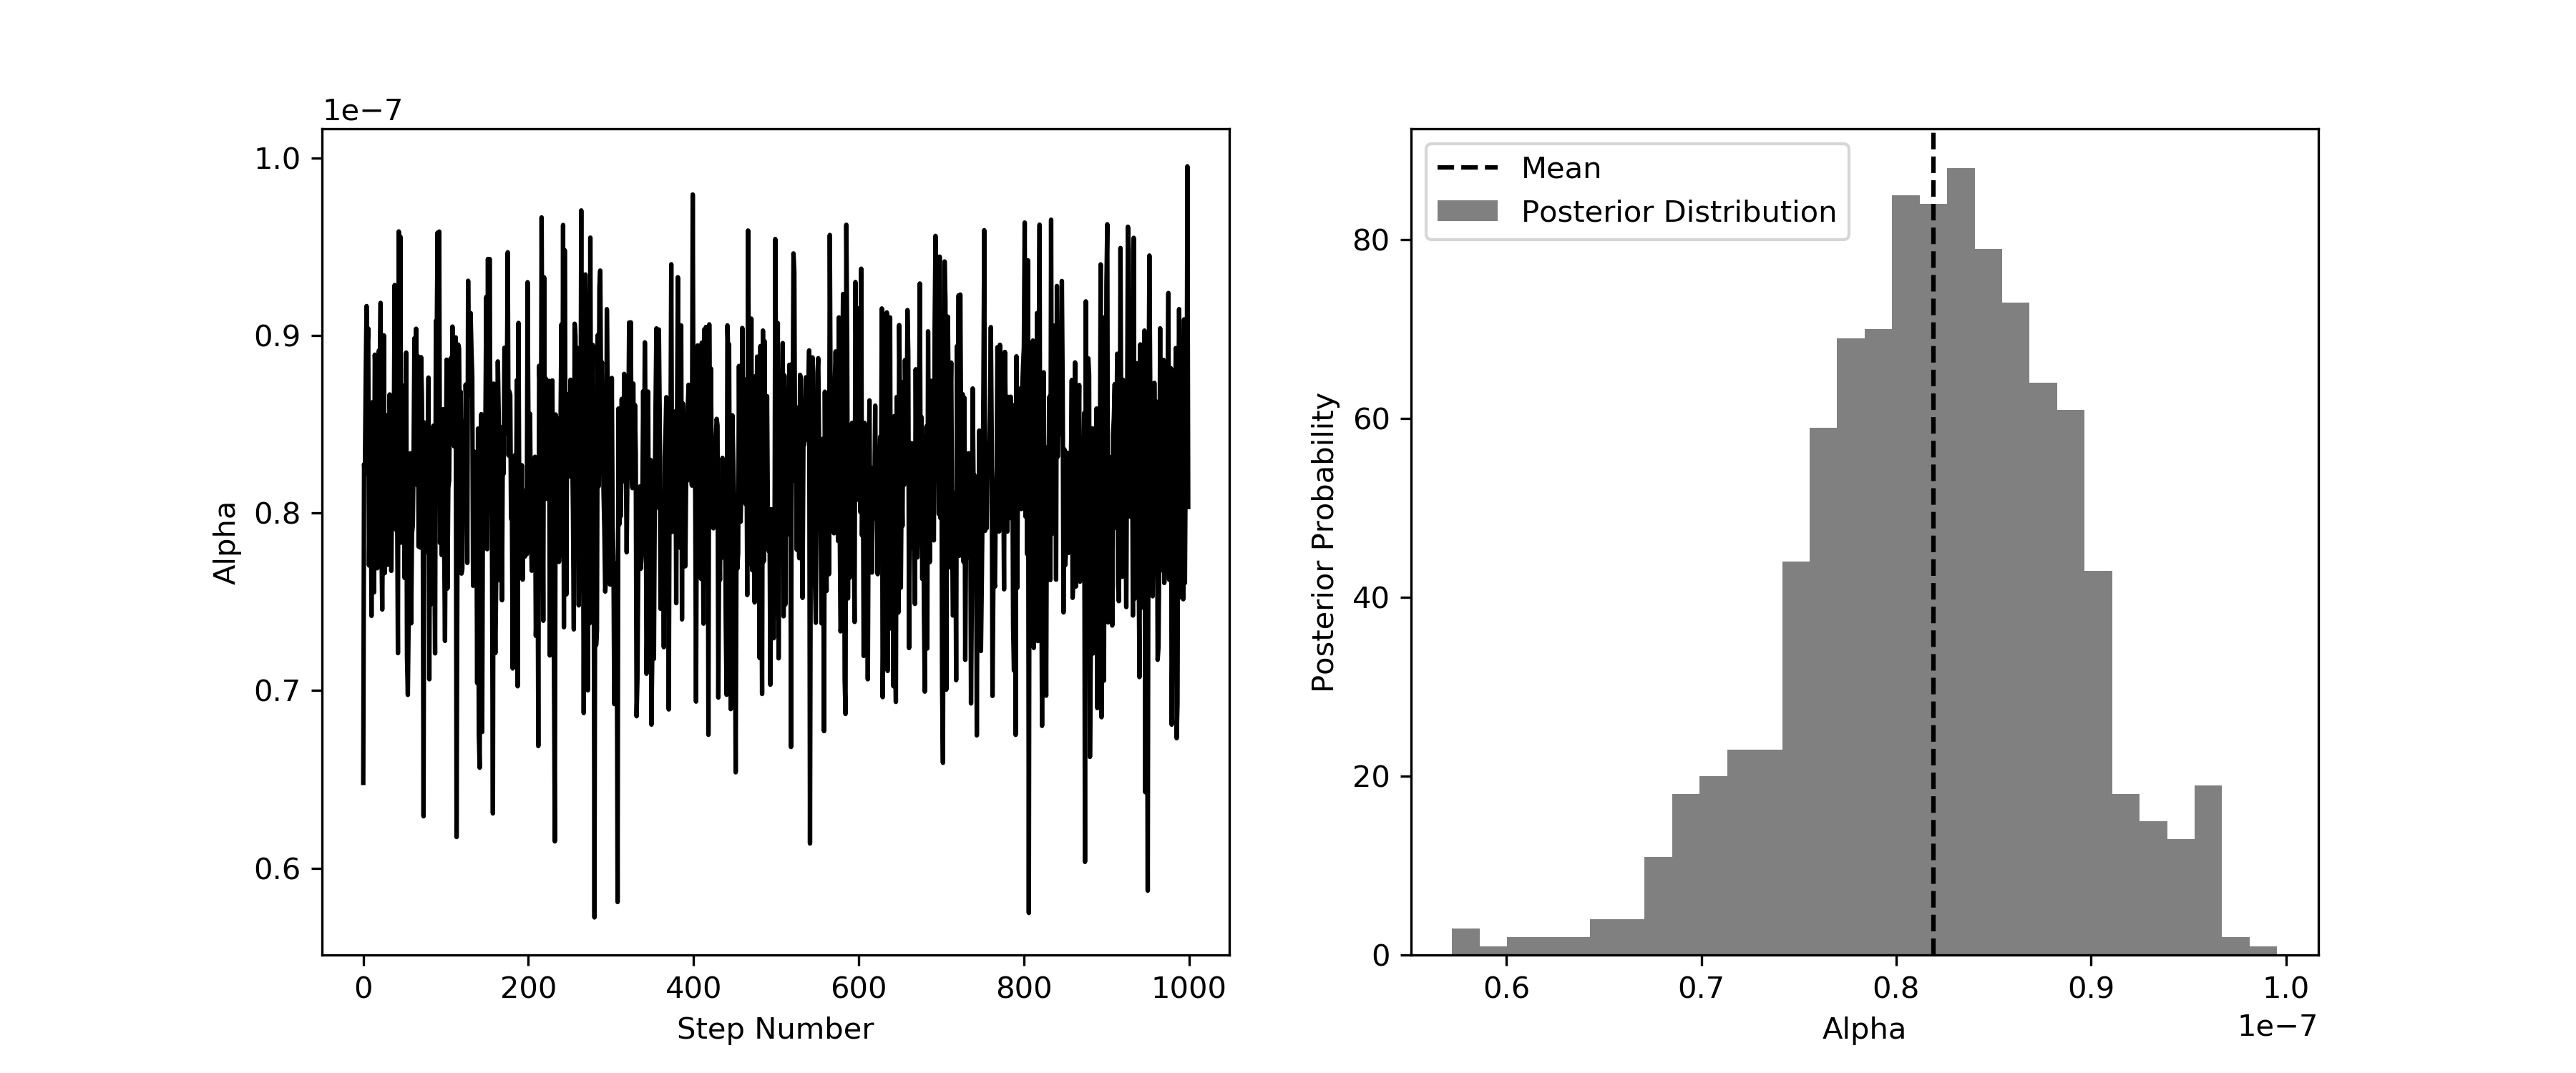 1e−7
1.0
0.9
0.8
0.7
0.6
Alpha
0
200
400
600
800
1000
Step Number
Mean
Posterior Distribution
80
60
40
20
0
Posterior Probability
0.6
0.7
0.8
0.9
1.0
Alpha
1e−7